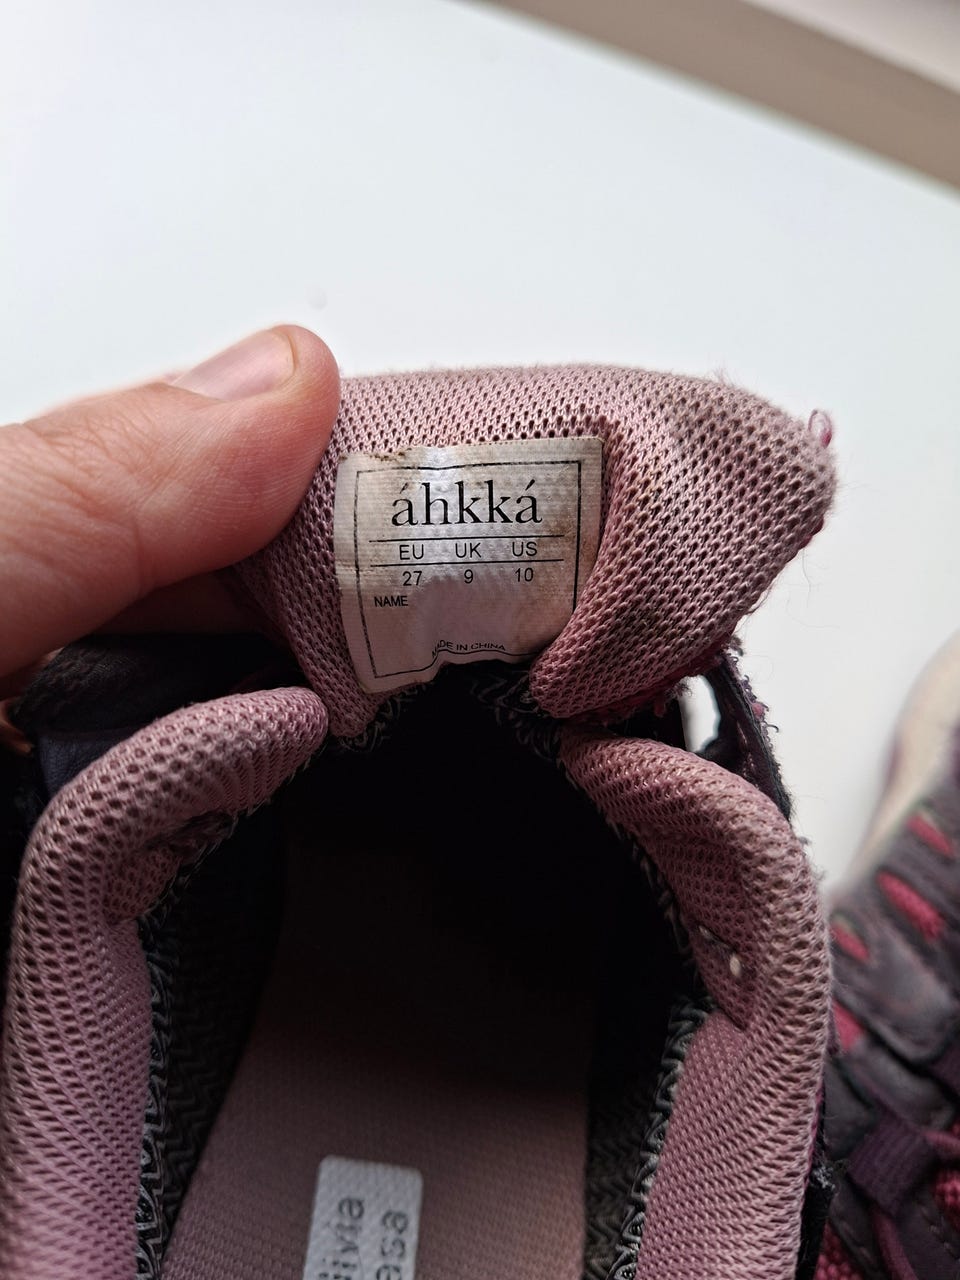 áhkká
EU UK US
27 9 10
NAME
MADE IN CHINA